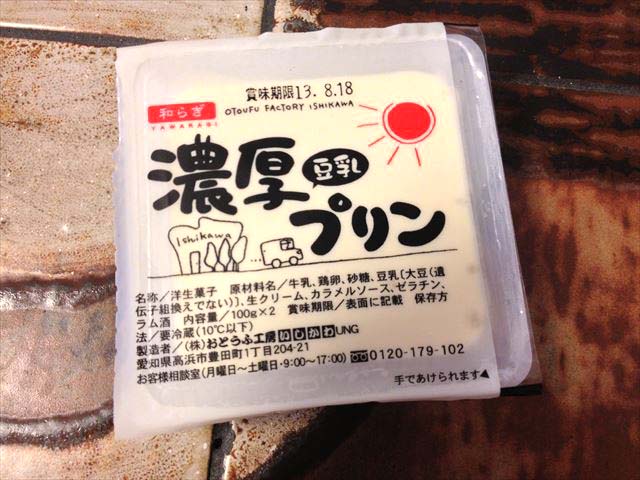 賞味期限13. 8.18
和らぎ
YAWARAGI
OTOUFU FACTORY ISHIKAWA
濃厚豆乳
プリン
Ishikawa
名称/洋生菓子 原材料名/牛乳、鶏卵、砂糖、豆乳〔大豆(遺
伝子組換えでない)〕、生クリーム、カラメルソース、ゼラチン、
ラム酒 内容量/100g×2 賞味期限/表面に記載 保存方
法/要冷蔵(10℃以下)
製造者/(株)おとうふ工房いしかわUNG
愛知県高浜市豊田町1丁目204-21
お客様相談室(月曜日~土曜日・9:00~17:00) 0120-179-102
手であけられます